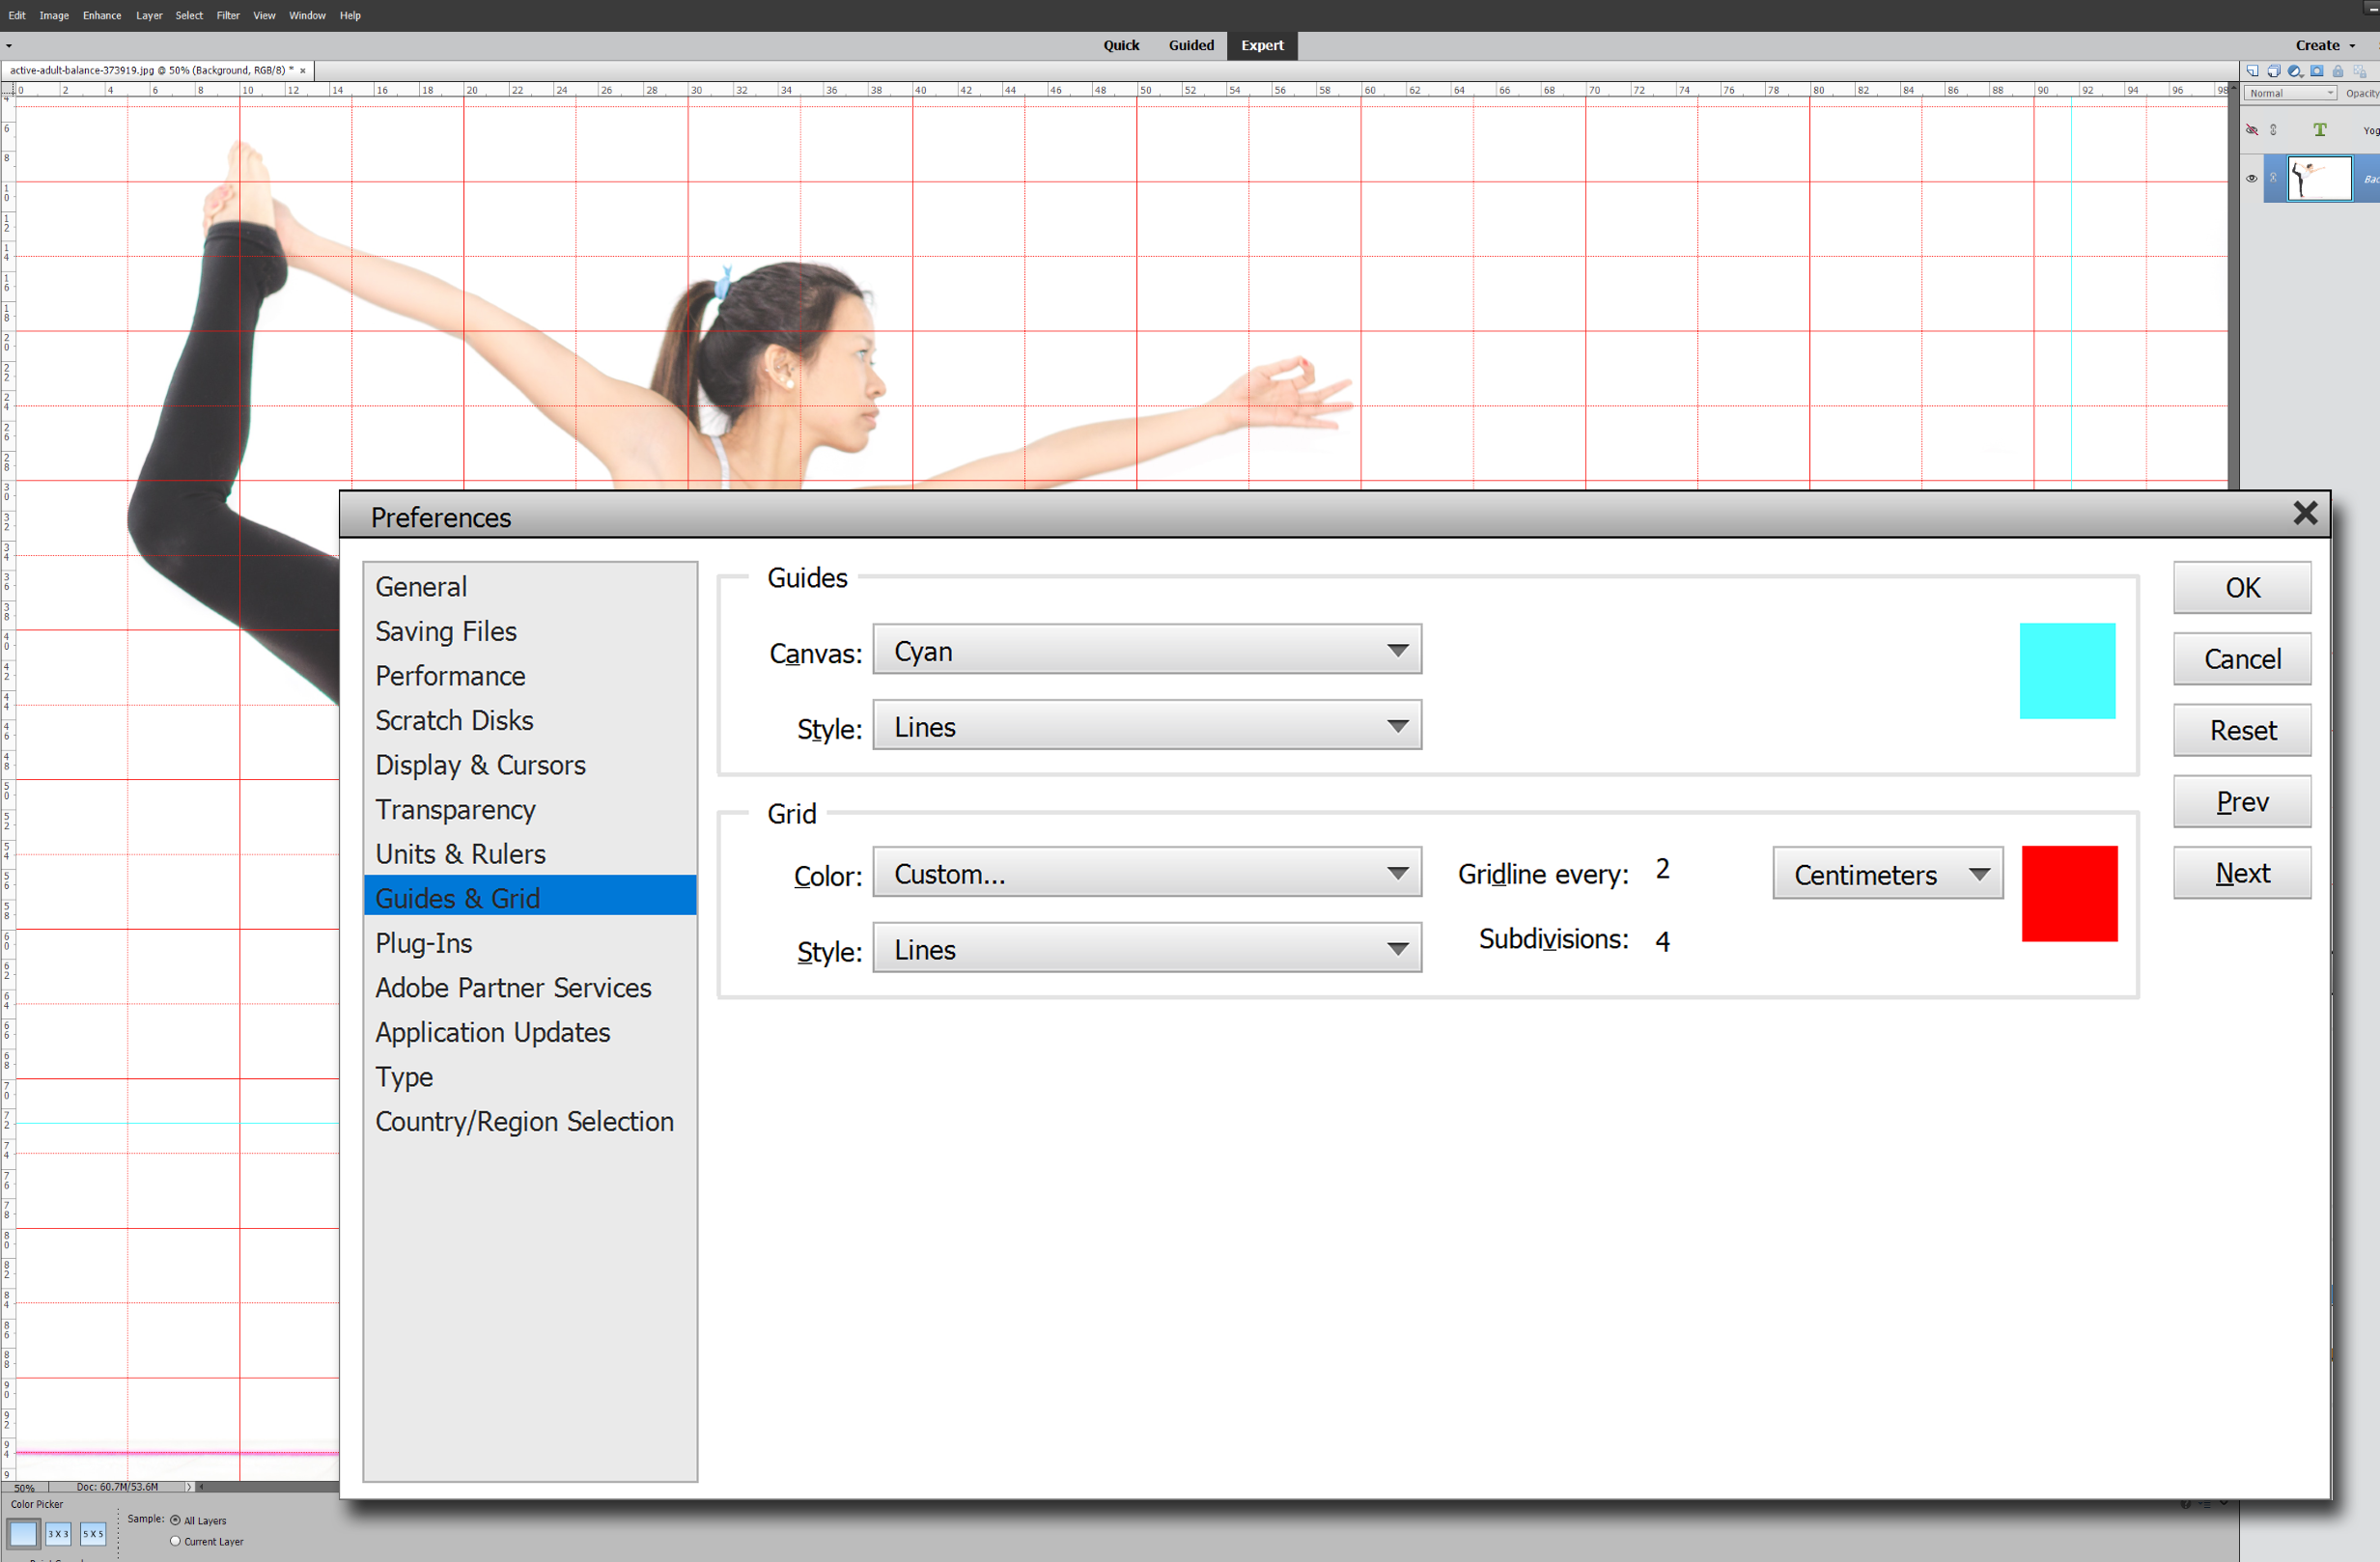 Edit Image Enhance Layer Select Filter View Window Help
Quick Guided Expert Create
active-adult-balance-373919.jpg @ 50% (Background, RGB/8) * ×
0 2 4 6 8 10 12 14 16 18 20 22 24 26 28 30 32 34 36 38 40 42 44 46 48 50 52 54 56 58 60 62 64 66 68 70 72 74 76 78 80 82 84 86 88 90 92 94 96 98
Normal Opacity
T Yog
Bac
Preferences
General
Saving Files
Performance
Scratch Disks
Display & Cursors
Transparency
Units & Rulers
Guides & Grid
Plug-Ins
Adobe Partner Services
Application Updates
Type
Country/Region Selection
Guides
Canvas: Cyan
Style: Lines
Grid
Color: Custom... Gridline every: 2 Centimeters
Style: Lines Subdivisions: 4
OK
Cancel
Reset
Prev
Next
50% Doc: 60.7M/53.6M
Color Picker
3 X 3 5 X 5
Sample: All Layers
Current Layer